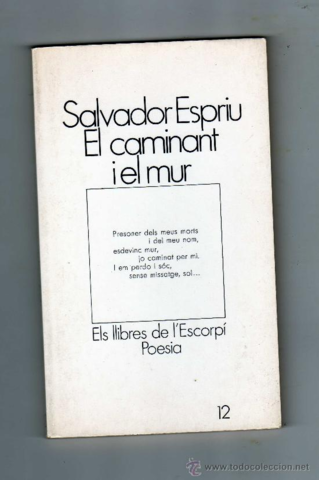 Salvador Espriu
El caminant
i el mur
Presoner dels meus morts
i del meu nom,
esdevinc mur,
jo caminat per mi.
I em perdo i sóc,
sense missatge, sol...
Els llibres de l'Escorpí
Poesia
12
www.todocoleccion.net